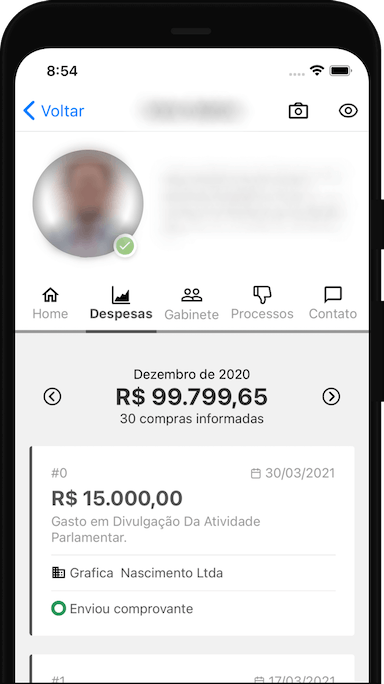 8:54
Voltar
Home
Despesas
Gabinete
Processos
Contato
Dezembro de 2020
R$ 99.799,65
30 compras informadas
#0
30/03/2021
R$ 15.000,00
Gasto em Divulgação Da Atividade
Parlamentar.
Grafica Nascimento Ltda
Enviou comprovante
#1
17/03/2021